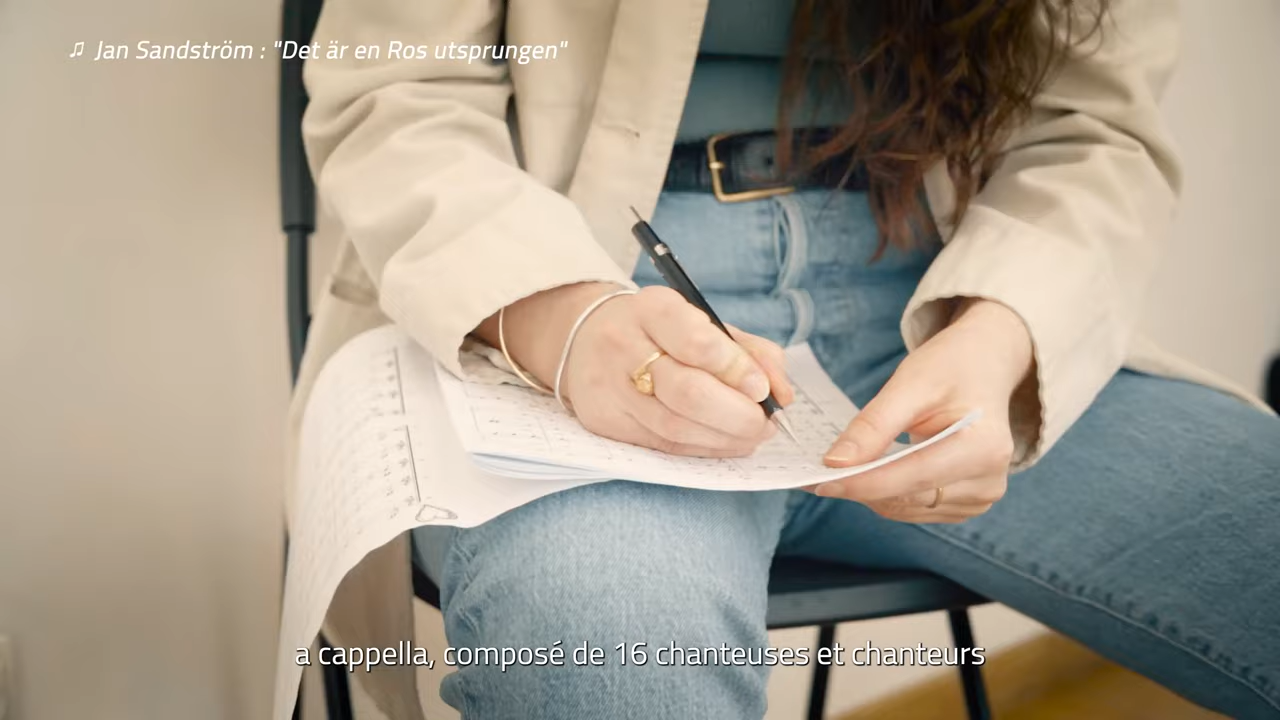 ♫ Jan Sandström : "Det är en Ros utsprungen"
a cappella, composé de 16 chanteuses et chanteurs